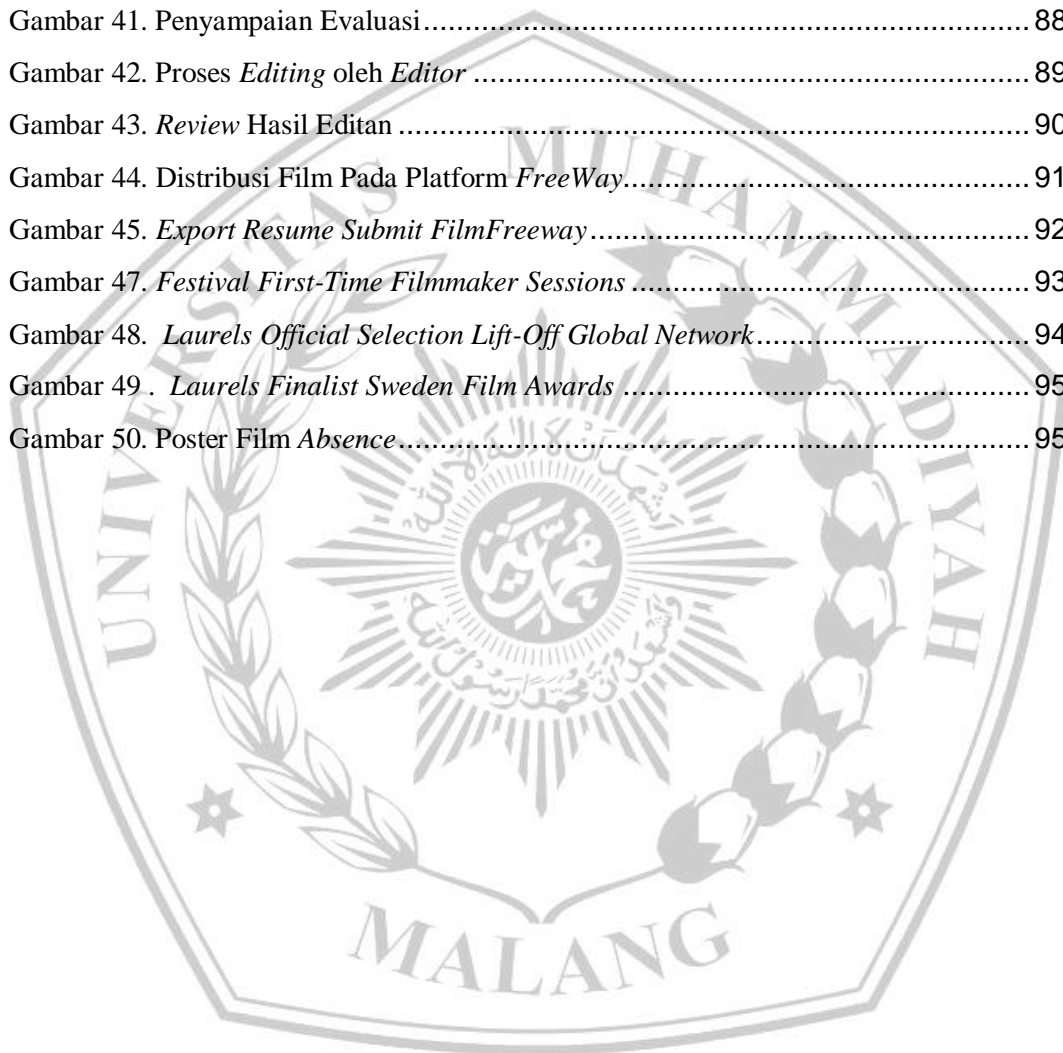 Gambar 41. Penyampaian Evaluasi........................................................................ 88
Gambar 42. Proses Editing oleh Editor ................................................................. 89
Gambar 43. Review Hasil Editan .......................................................................... 90
Gambar 44. Distribusi Film Pada Platform FreeWay............................................. 91
Gambar 45. Export Resume Submit FilmFreeway ................................................. 92
Gambar 47. Festival First-Time Filmmaker Sessions ............................................ 93
Gambar 48.  Laurels Official Selection Lift-Off Global Network............................ 94
Gambar 49 .  Laurels Finalist Sweden Film Awards .............................................. 95
Gambar 50. Poster Film Absence........................................................................... 95
UNIVERSITAS MUHAMMADIYAH
MALANG